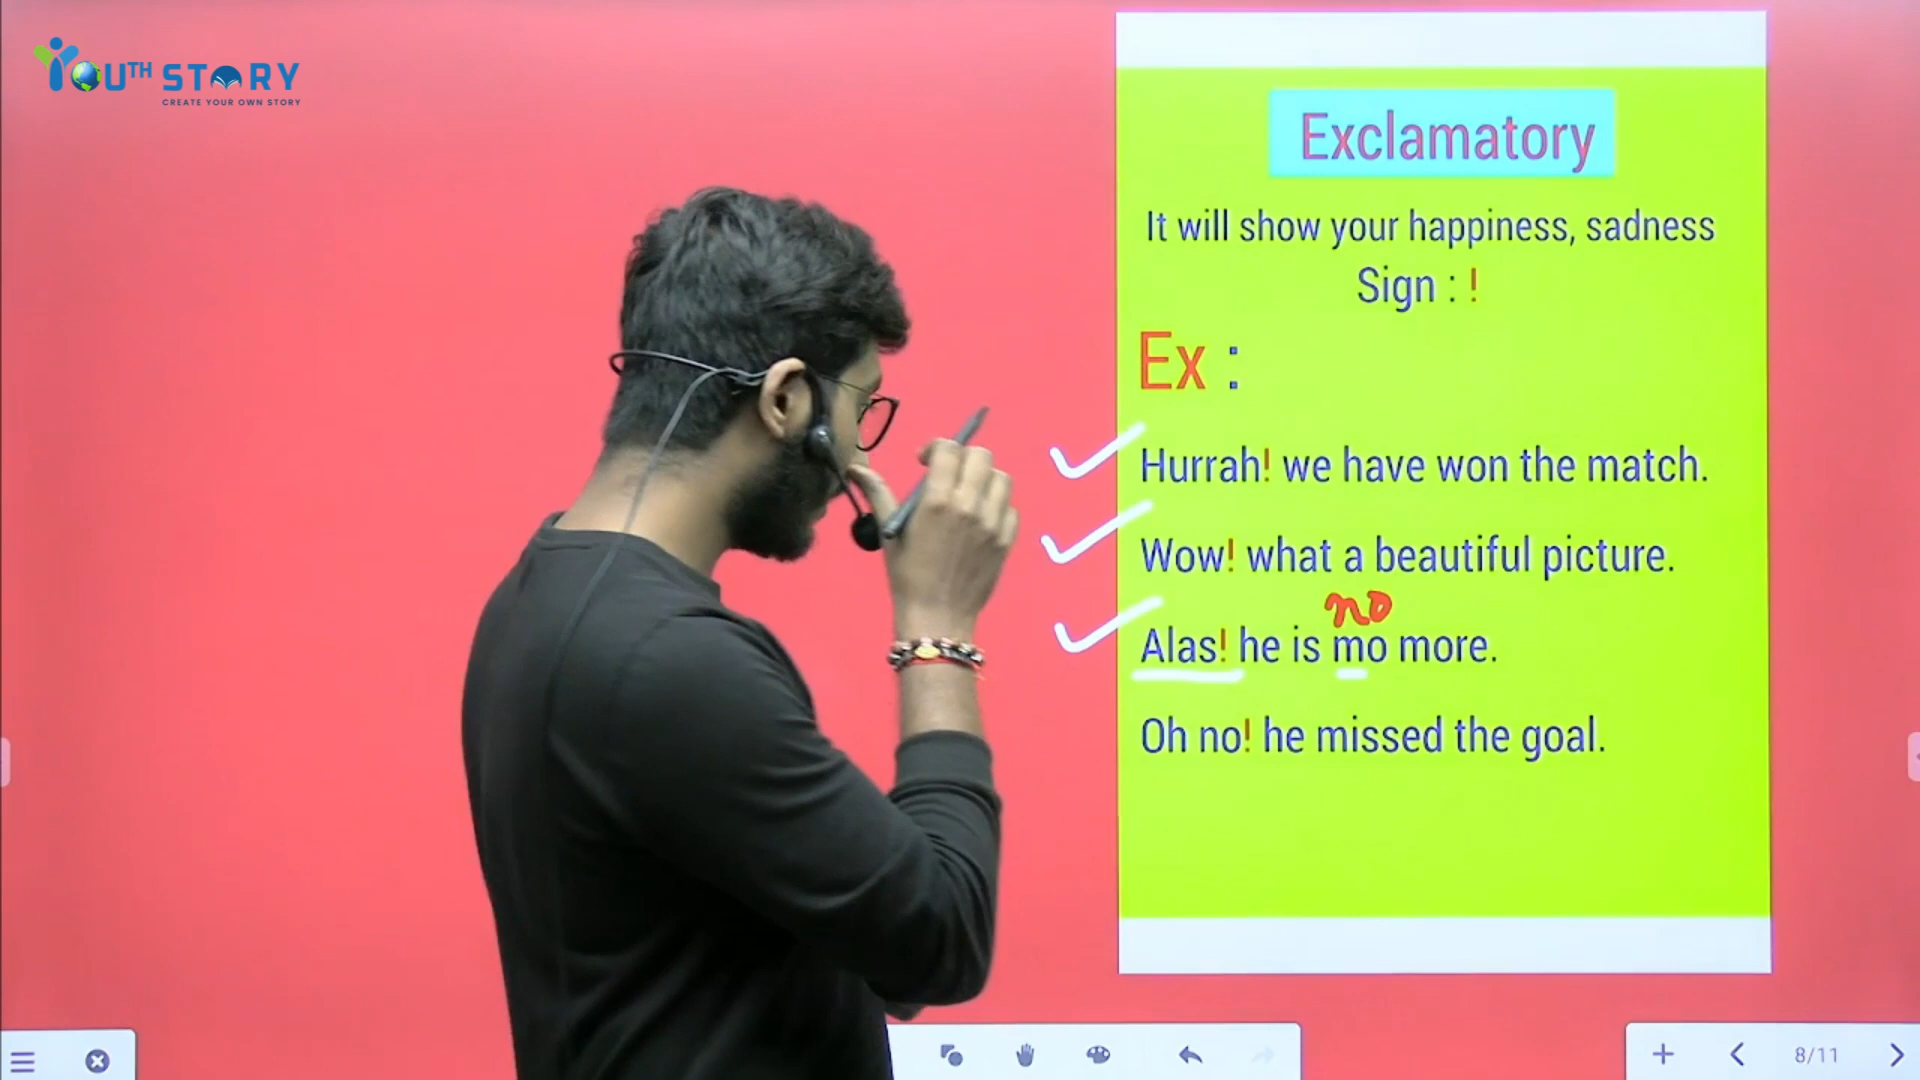 YOUTH STORY
CREATE YOUR OWN STORY
Exclamatory
It will show your happiness, sadness
Sign : !
Ex :
Hurrah! we have won the match.
Wow! what a beautiful picture.
no
Alas! he is mo more.
Oh no! he missed the goal.
8/11